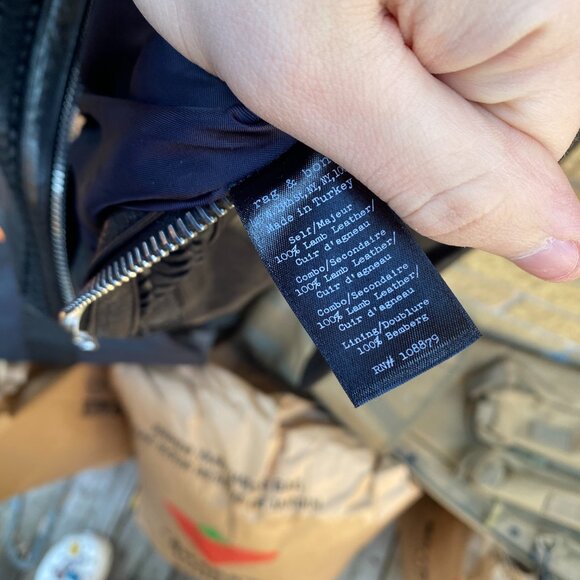 rag & bon
Made in Turkey
Self/Majeur
100% Lamb Leather/
Cuir d'agneau
Combo/Secondaire
100% Lamb Leather/
Cuir d'agneau
Combo/Secondaire
100% Lamb Leather/
Cuir d'agneau
Lining/Doublure
100% Bemberg
RN# 108879